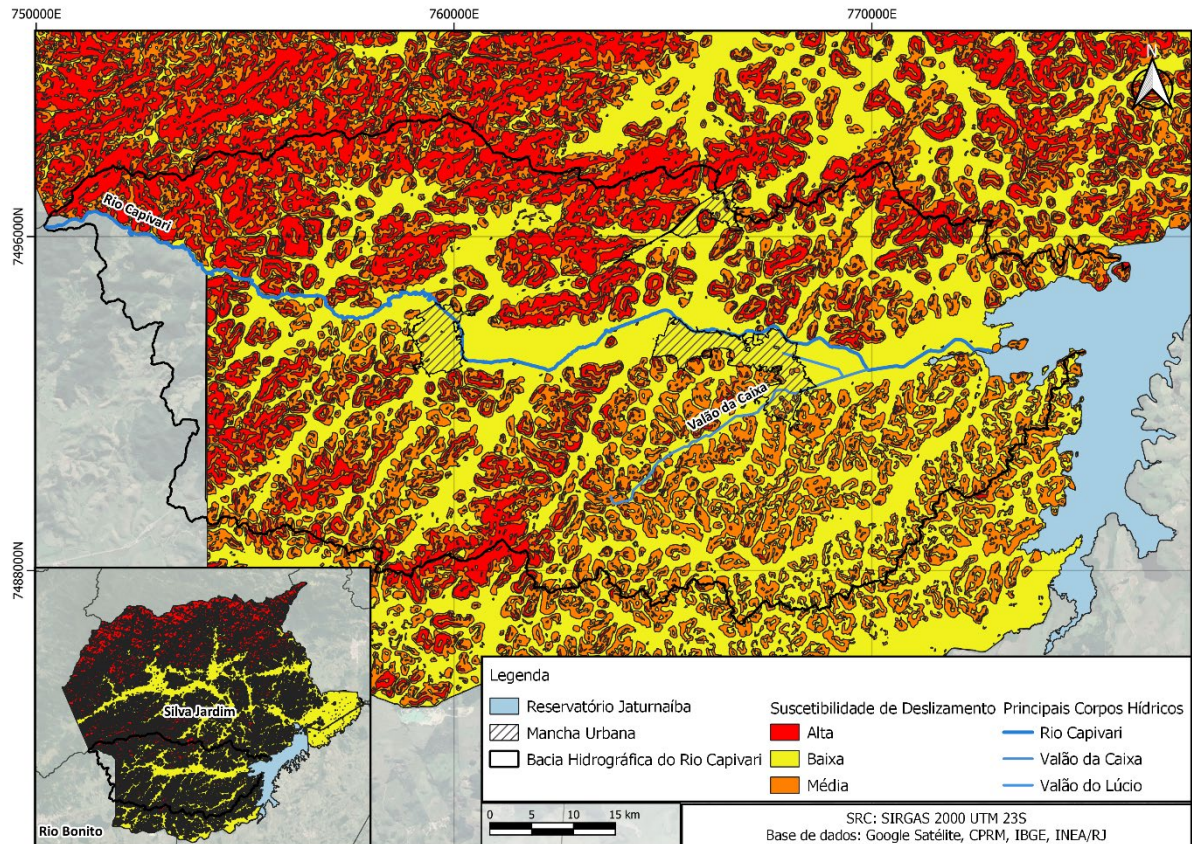 750000E
760000E
770000E
N
7496000N
7488000N
Rio Capivari
Valão da Caixa
Silva Jardim
Rio Bonito
Legenda
Reservatório Jaturnaíba
Mancha Urbana
Bacia Hidrográfica do Rio Capivari
Suscetibilidade de Deslizamento
Alta
Baixa
Média
Principais Corpos Hídricos
Rio Capivari
Valão da Caixa
Valão do Lúcio
0 5 10 15 km
SRC: SIRGAS 2000 UTM 23S
Base de dados: Google Satélite, CPRM, IBGE, INEA/RJ